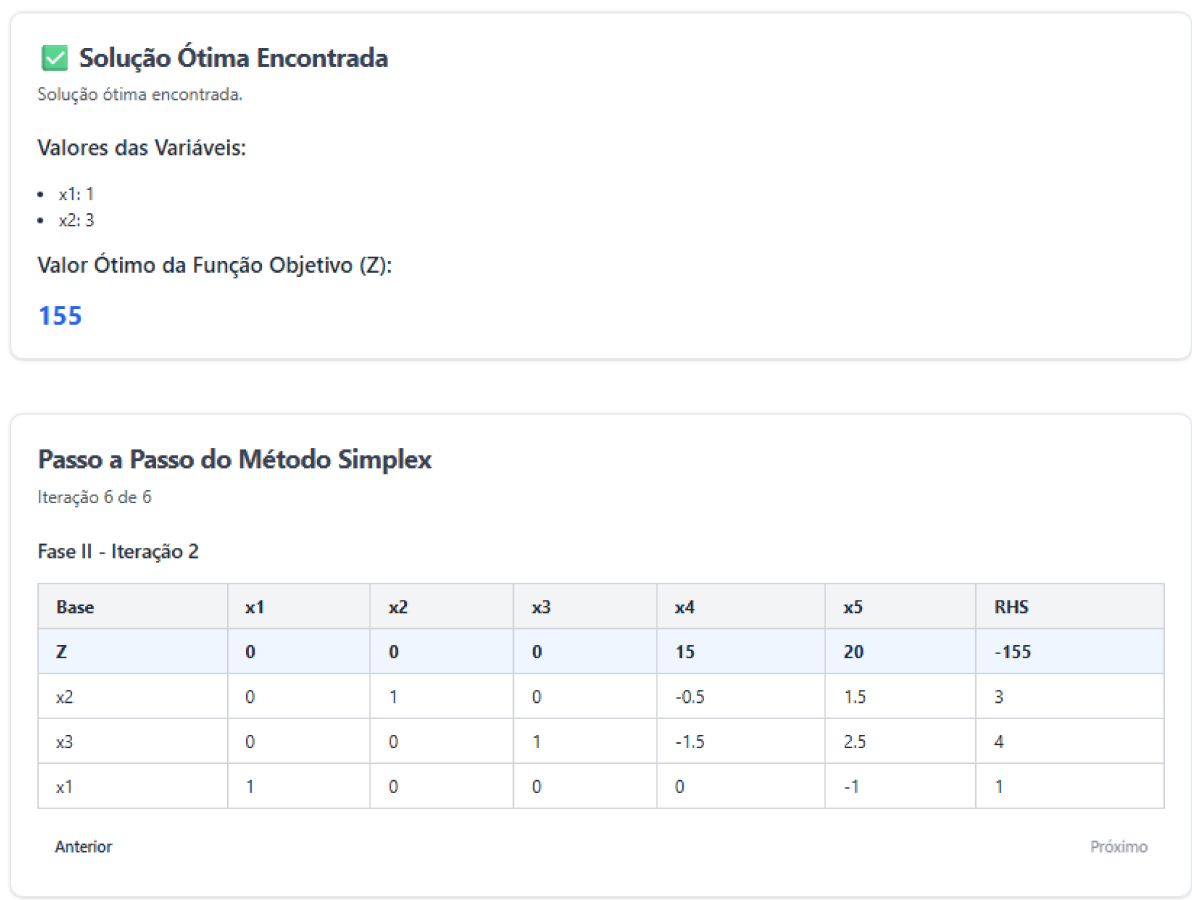 ✅ Solução Ótima Encontrada
Solução ótima encontrada.
Valores das Variáveis:
• x1: 1
• x2: 3
Valor Ótimo da Função Objetivo (Z):
155
Passo a Passo do Método Simplex
Iteração 6 de 6
Fase II - Iteração 2
Base x1 x2 x3 x4 x5 RHS
Z 0 0 0 15 20 -155
x2 0 1 0 -0.5 1.5 3
x3 0 0 1 -1.5 2.5 4
x1 1 0 0 0 -1 1
Anterior Próximo